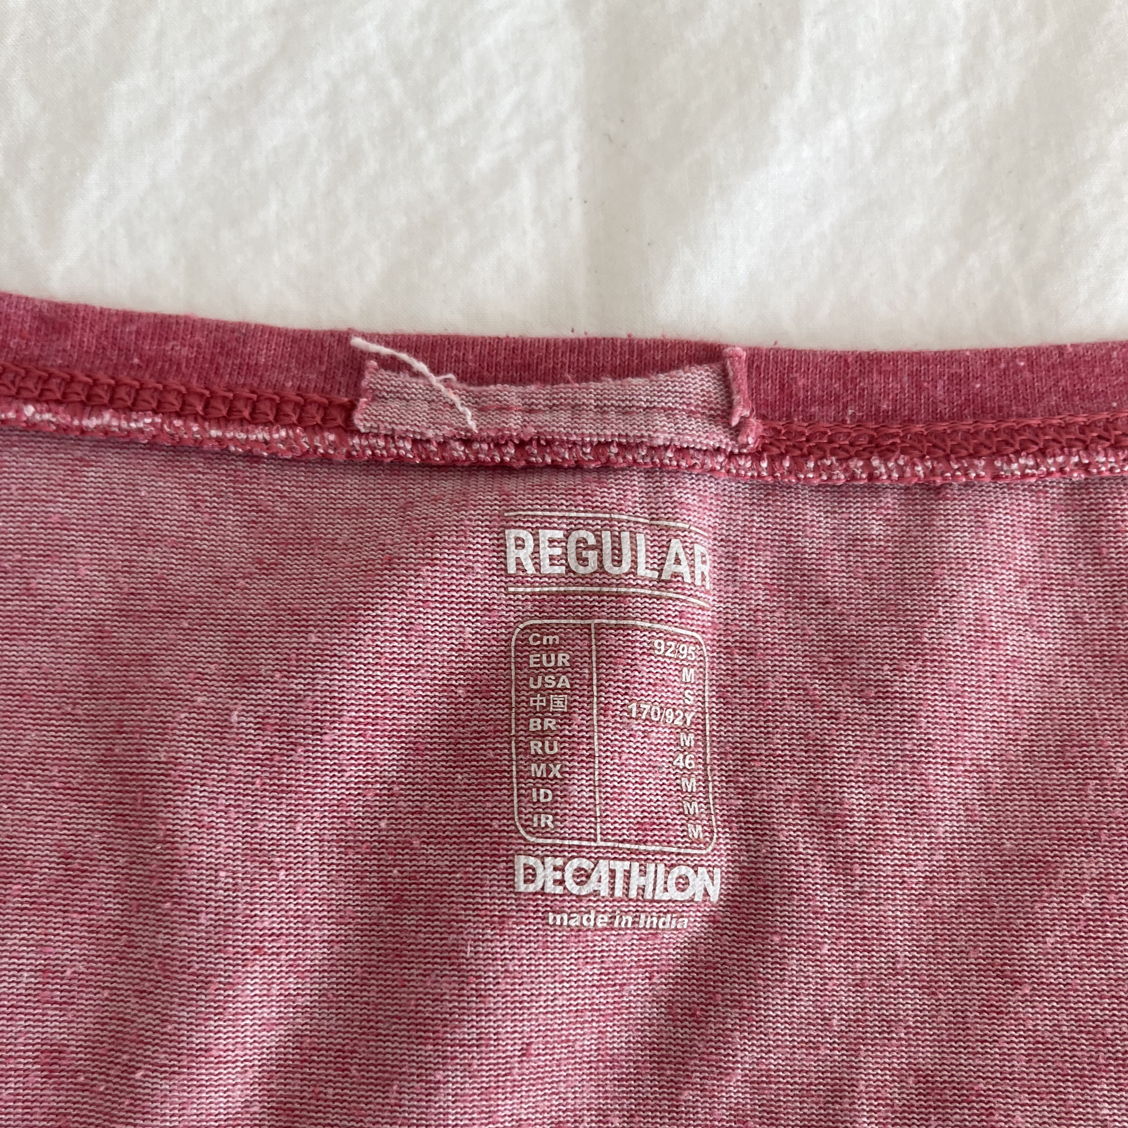 REGULAR
Cm 92/95
EUR M
USA S
中国 170/92Y
BR M
RU 46
MX M
ID M
IR M
DECATHLON
made in India